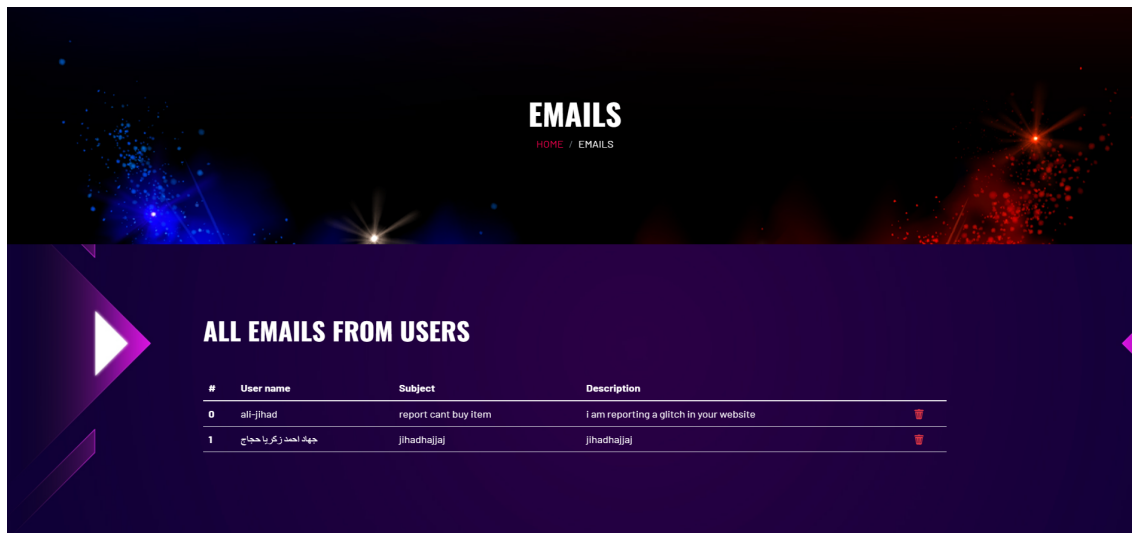 EMAILS
HOME / EMAILS
ALL EMAILS FROM USERS
# User name Subject Description
0 ali-jihad report cant buy item i am reporting a glitch in your website
1 جهاد احمد زكريا حجاج jihadhajjaj jihadhajjaj